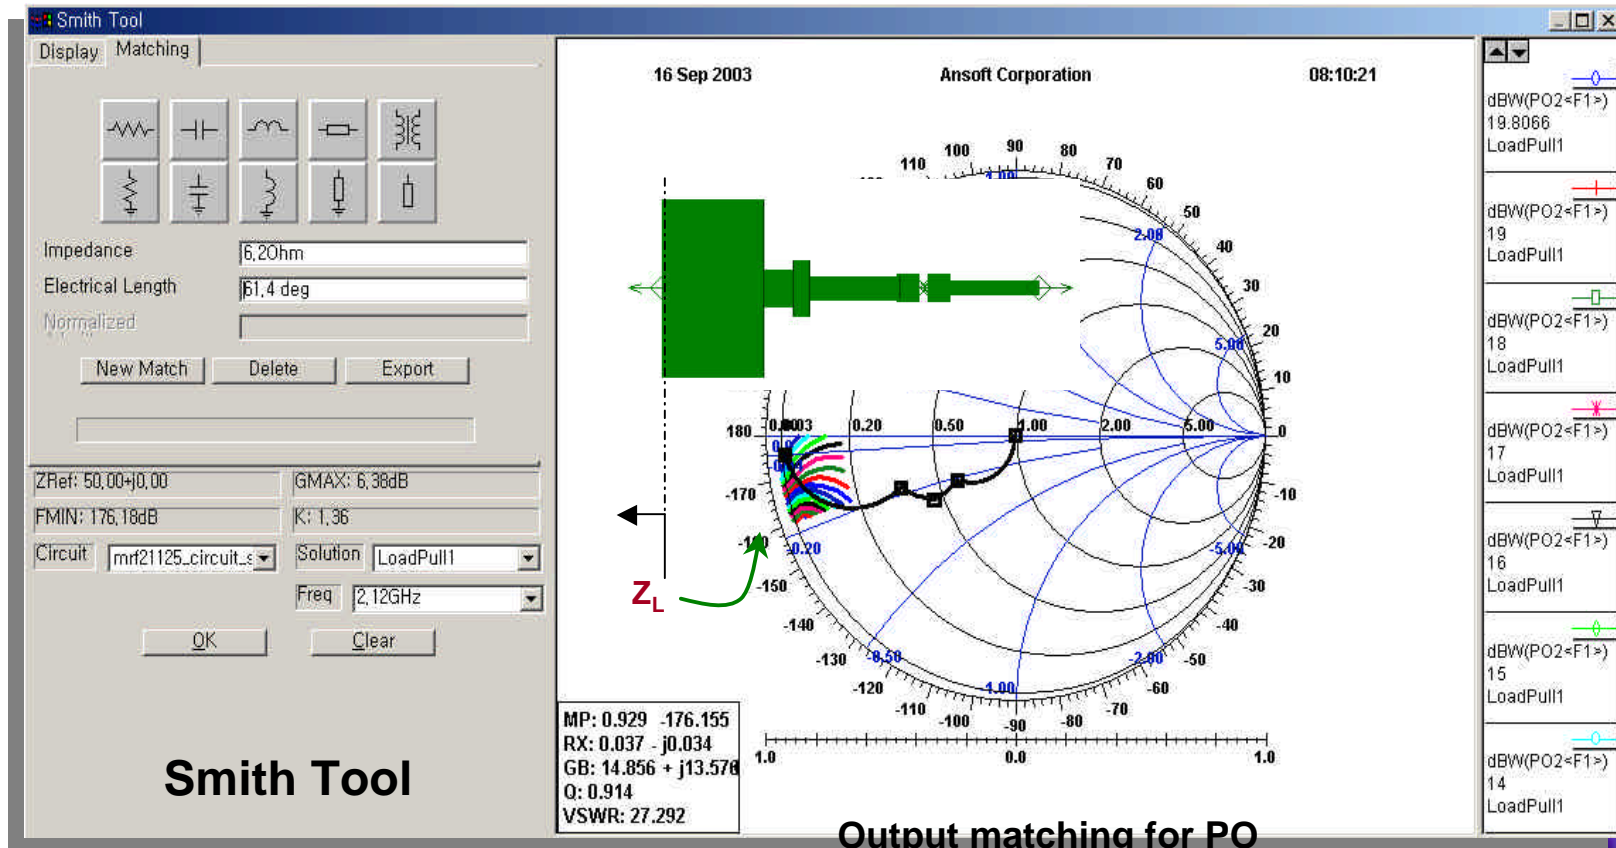 Smith Tool
Display Matching
Impedance 6,2Ohm
Electrical Length 61,4 deg
Normalized
New Match Delete Export
ZRef: 50,00+j0,00 GMAX: 6,38dB
FMIN: 176,18dB K: 1,36
Circuit mrf21125_circuit_s Solution LoadPull1
Freq 2,12GHz
OK Clear
Smith Tool
16 Sep 2003 Ansoft Corporation 08:10:21
110 100 90 80 70
60
50
40
30
20
10
0
-10
-20
-30
-40
-50
-60
-70
-80
-90
-100
-110
-120
-130
-140
-150
-170
180
1.00
2.00
5.00
0.20 0.50 1.00 2.00 5.00
-0.20
-5.00
-0.50
-2.00
1.00
ZL
MP: 0.929 -176.155
RX: 0.037 - j0.034
GB: 14.856 + j13.576
Q: 0.914
VSWR: 27.292
1.0 0.0 1.0
Output matching for PO
dBW(PO2<F1>)
19.8066
LoadPull1
dBW(PO2<F1>)
19
LoadPull1
dBW(PO2<F1>)
18
LoadPull1
dBW(PO2<F1>)
17
LoadPull1
dBW(PO2<F1>)
16
LoadPull1
dBW(PO2<F1>)
15
LoadPull1
dBW(PO2<F1>)
14
LoadPull1